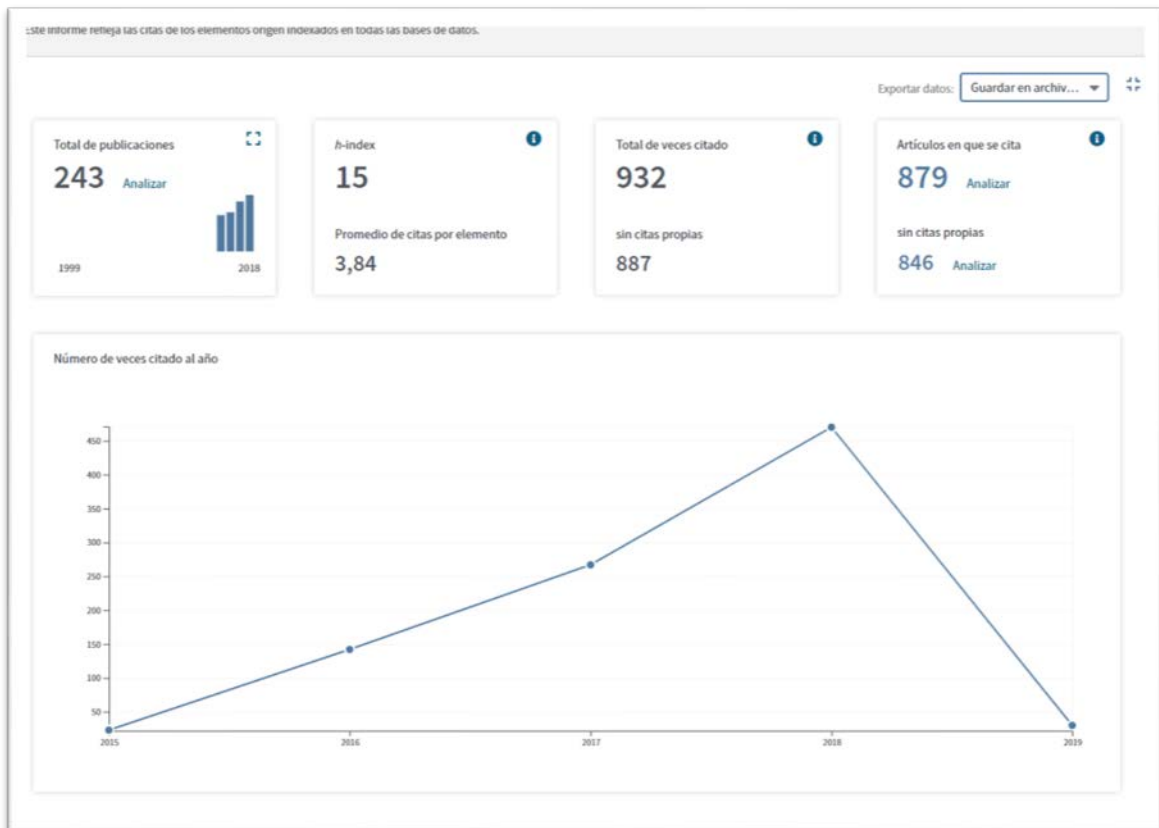 Este informe refleja las citas de los elementos origen indexados en todas las bases de datos.
Exportar datos: Guardar en archiv...
Total de publicaciones
243 Analizar
1999 2018
h-index
15
Promedio de citas por elemento
3,84
Total de veces citado
932
sin citas propias
887
Artículos en que se cita
879 Analizar
sin citas propias
846 Analizar
Número de veces citado al año
450
400
350
300
250
200
150
100
50
2015 2016 2017 2018 2019